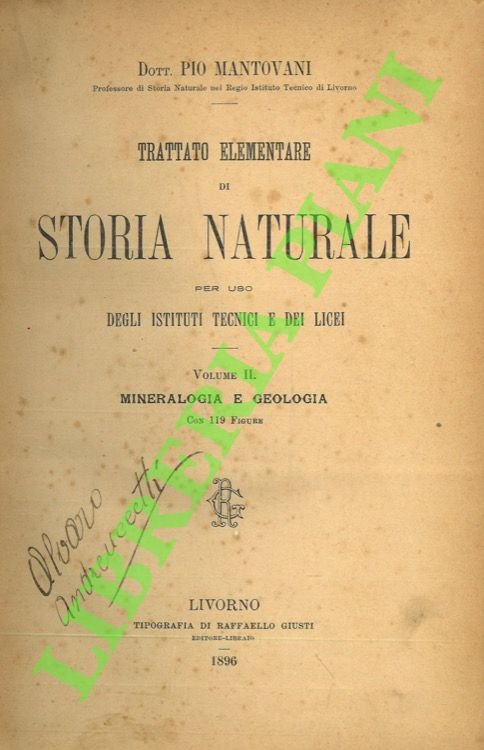 Dott. PIO MANTOVANI
Professore di Storia Naturale nel Regio Istituto Tecnico di Livorno
TRATTATO ELEMENTARE
DI
STORIA NATURALE
PER USO
DEGLI ISTITUTI TECNICI E DEI LICEI
Volume II.
MINERALOGIA E GEOLOGIA
Con 119 Figure
RG
Alvaro
LIVORNO
TIPOGRAFIA DI RAFFAELLO GIUSTI
EDITORE-LIBRAIO
1896
LIBRERIA PIANI